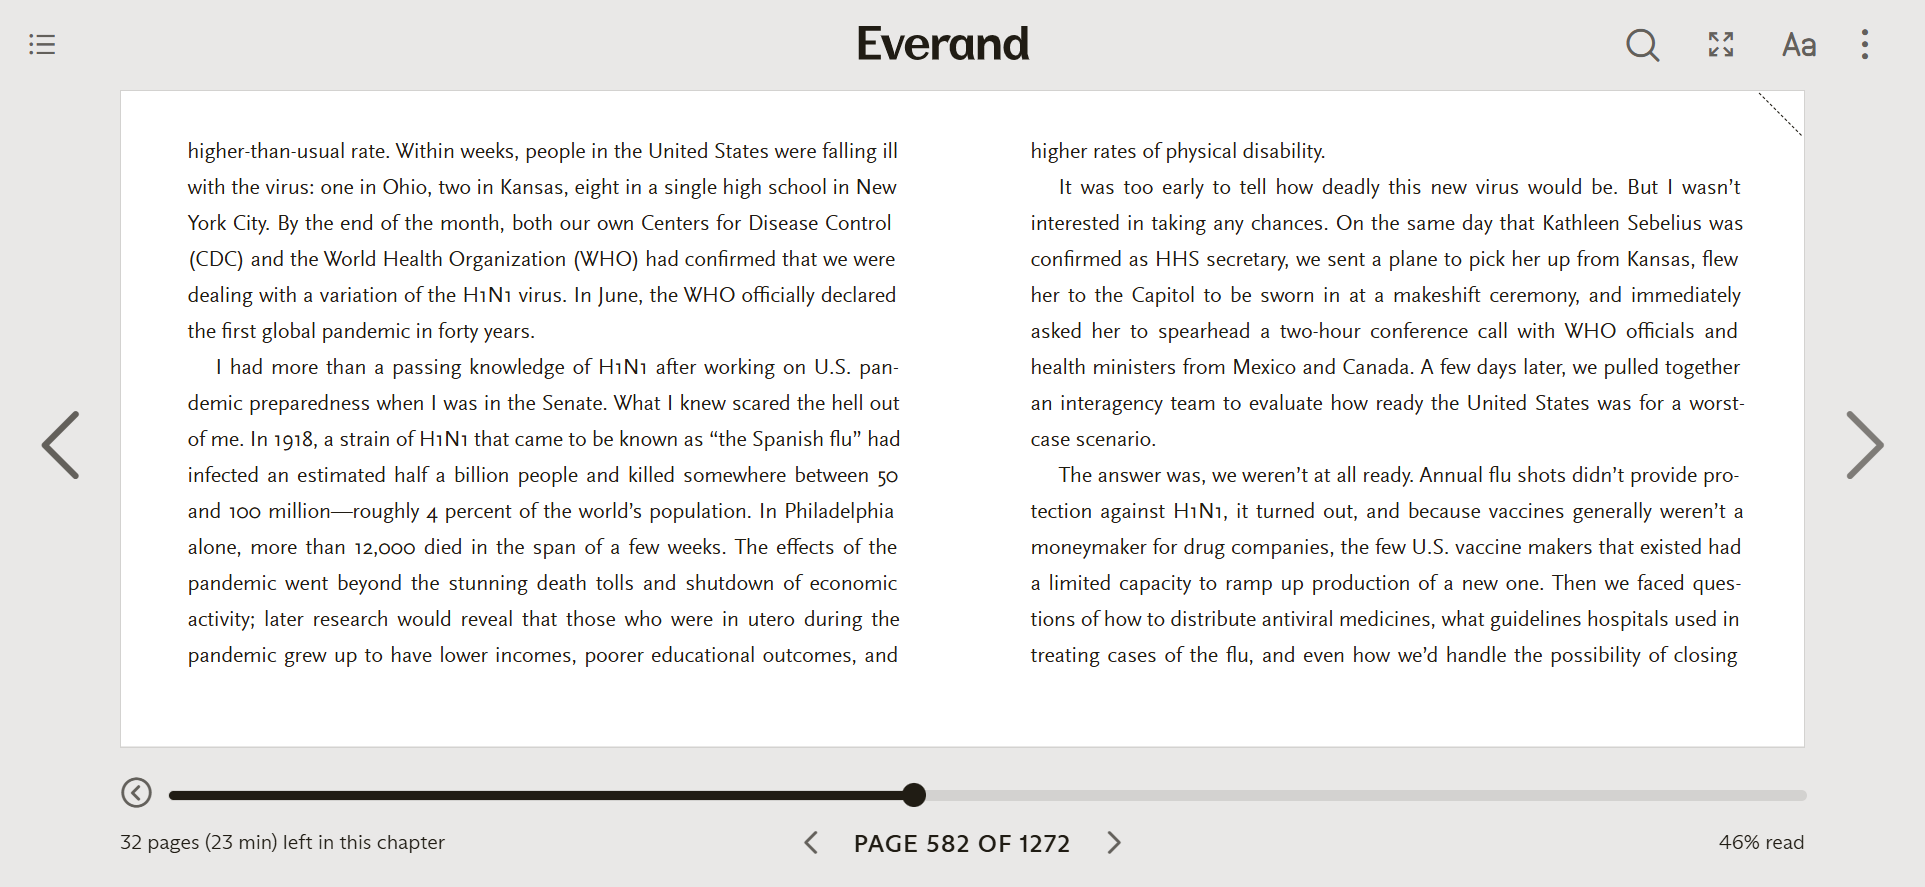 Everand
Aa
higher-than-usual rate. Within weeks, people in the United States were falling ill
with the virus: one in Ohio, two in Kansas, eight in a single high school in New
York City. By the end of the month, both our own Centers for Disease Control
(CDC) and the World Health Organization (WHO) had confirmed that we were
dealing with a variation of the H1N1 virus. In June, the WHO officially declared
the first global pandemic in forty years.
I had more than a passing knowledge of H1N1 after working on U.S. pan-
demic preparedness when I was in the Senate. What I knew scared the hell out
of me. In 1918, a strain of H1N1 that came to be known as “the Spanish flu” had
infected an estimated half a billion people and killed somewhere between 50
and 100 million—roughly 4 percent of the world’s population. In Philadelphia
alone, more than 12,000 died in the span of a few weeks. The effects of the
pandemic went beyond the stunning death tolls and shutdown of economic
activity; later research would reveal that those who were in utero during the
pandemic grew up to have lower incomes, poorer educational outcomes, and
higher rates of physical disability.
It was too early to tell how deadly this new virus would be. But I wasn’t
interested in taking any chances. On the same day that Kathleen Sebelius was
confirmed as HHS secretary, we sent a plane to pick her up from Kansas, flew
her to the Capitol to be sworn in at a makeshift ceremony, and immediately
asked her to spearhead a two-hour conference call with WHO officials and
health ministers from Mexico and Canada. A few days later, we pulled together
an interagency team to evaluate how ready the United States was for a worst-
case scenario.
The answer was, we weren’t at all ready. Annual flu shots didn’t provide pro-
tection against H1N1, it turned out, and because vaccines generally weren’t a
moneymaker for drug companies, the few U.S. vaccine makers that existed had
a limited capacity to ramp up production of a new one. Then we faced ques-
tions of how to distribute antiviral medicines, what guidelines hospitals used in
treating cases of the flu, and even how we’d handle the possibility of closing
32 pages (23 min) left in this chapter
PAGE 582 OF 1272
46% read